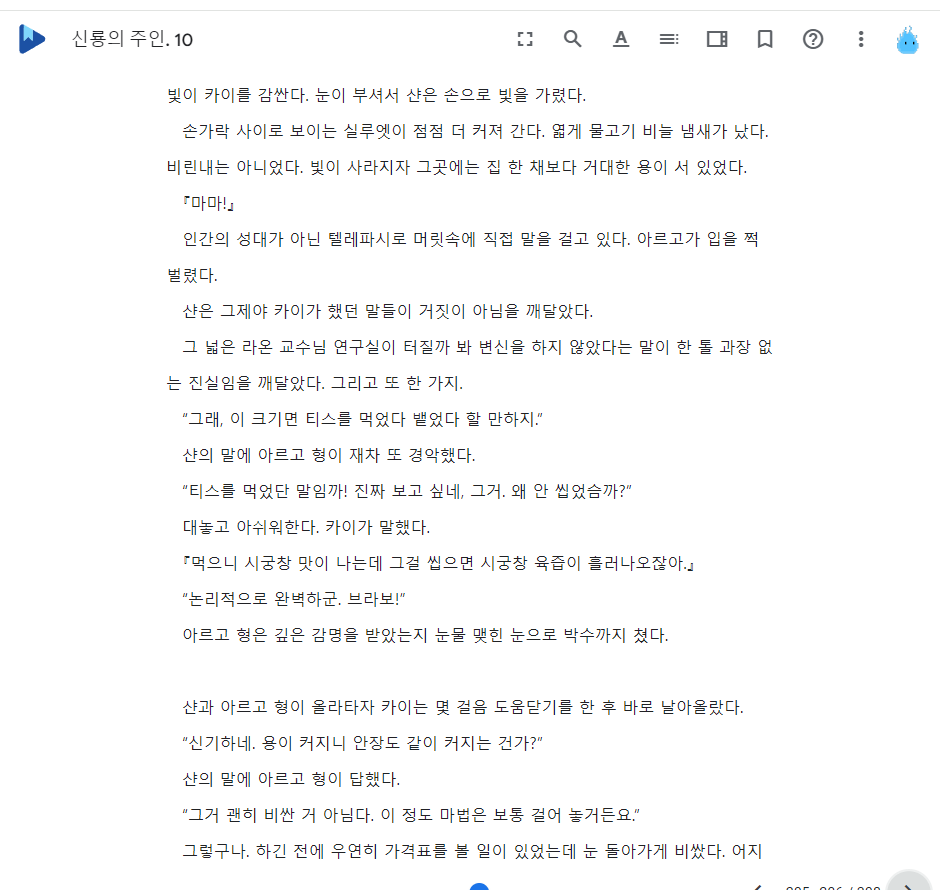 신룡의 주인. 10
빛이 카이를 감싼다. 눈이 부셔서 샨은 손으로 빛을 가렸다.
손가락 사이로 보이는 실루엣이 점점 더 커져 간다. 엷게 물고기 비늘 냄새가 났다.
비린내는 아니었다. 빛이 사라지자 그곳에는 집 한 채보다 거대한 용이 서 있었다.
『마마!』
인간의 성대가 아닌 텔레파시로 머릿속에 직접 말을 걸고 있다. 아르고가 입을 쩍
벌렸다.
샨은 그제야 카이가 했던 말들이 거짓이 아님을 깨달았다.
그 넓은 라온 교수님 연구실이 터질까 봐 변신을 하지 않았다는 말이 한 톨 과장 없
는 진실임을 깨달았다. 그리고 또 한 가지.
“그래, 이 크기면 티스를 먹었다 뱉었다 할 만하지.”
샨의 말에 아르고 형이 재차 또 경악했다.
“티스를 먹었단 말임까! 진짜 보고 싶네, 그거. 왜 안 씹었슴까?”
대놓고 아쉬워한다. 카이가 말했다.
『먹으니 시궁창 맛이 나는데 그걸 씹으면 시궁창 육즙이 흘러나오잖아.』
“논리적으로 완벽하군. 브라보!”
아르고 형은 깊은 감명을 받았는지 눈물 맺힌 눈으로 박수까지 쳤다.
샨과 아르고 형이 올라타자 카이는 몇 걸음 도움닫기를 한 후 바로 날아올랐다.
“신기하네. 용이 커지니 안장도 같이 커지는 건가?”
샨의 말에 아르고 형이 답했다.
“그거 괜히 비싼 거 아님다. 이 정도 마법은 보통 걸어 놓거든요.”
그렇구나. 하긴 전에 우연히 가격표를 볼 일이 있었는데 눈 돌아가게 비쌌다. 어지